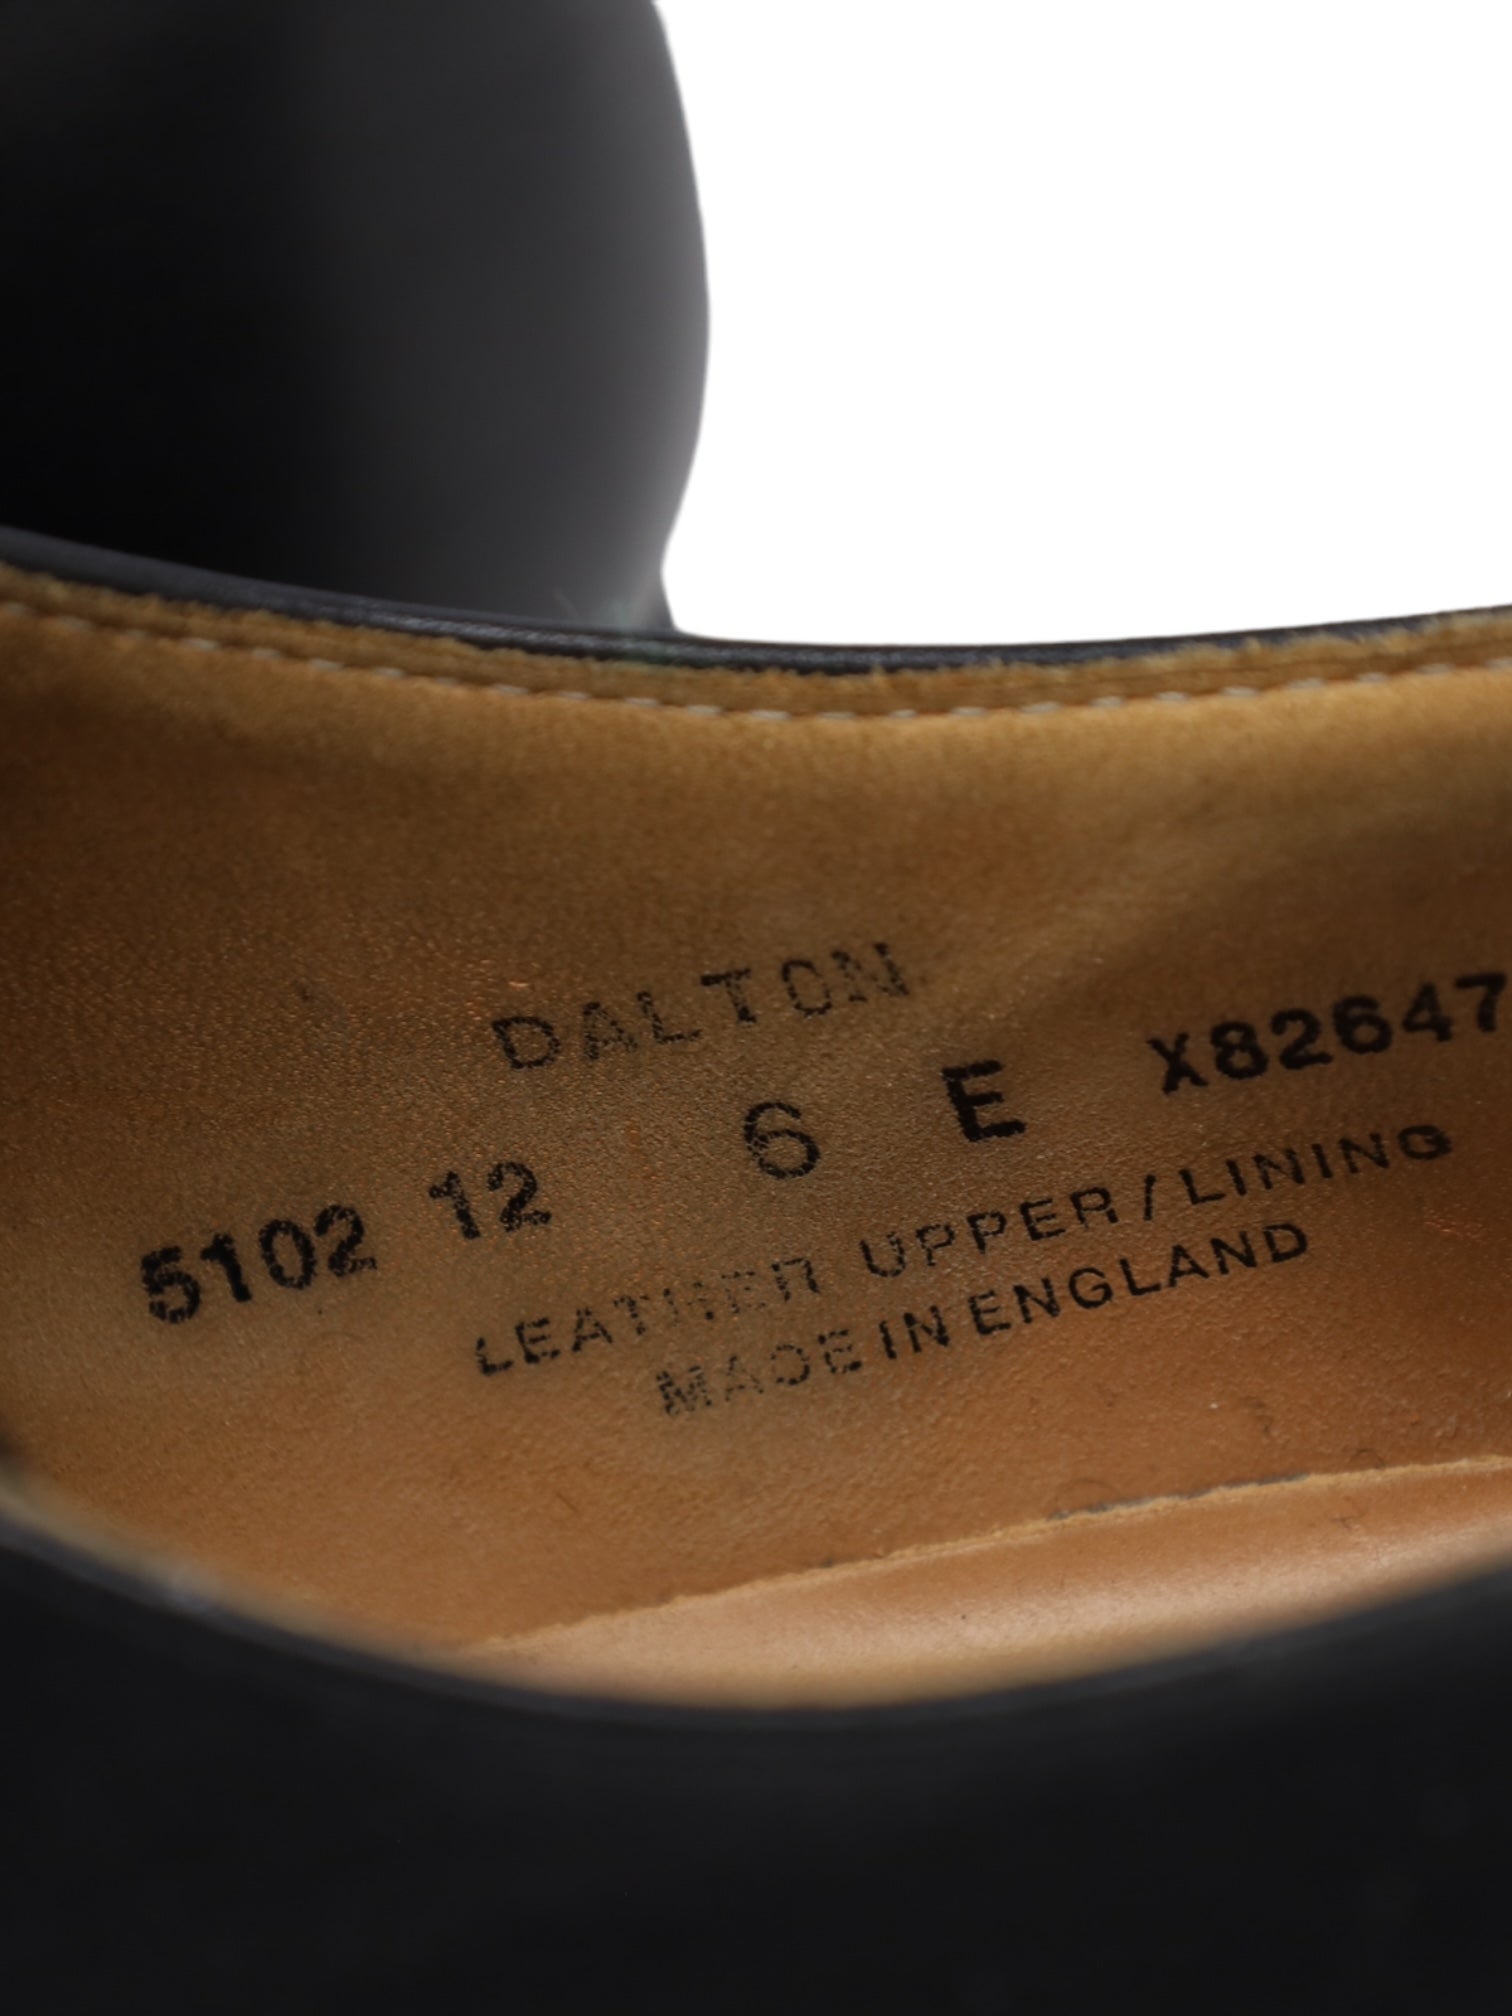 DALTON
5102 12 6 E X82647
LEATHER UPPER/LINING
MADE IN ENGLAND